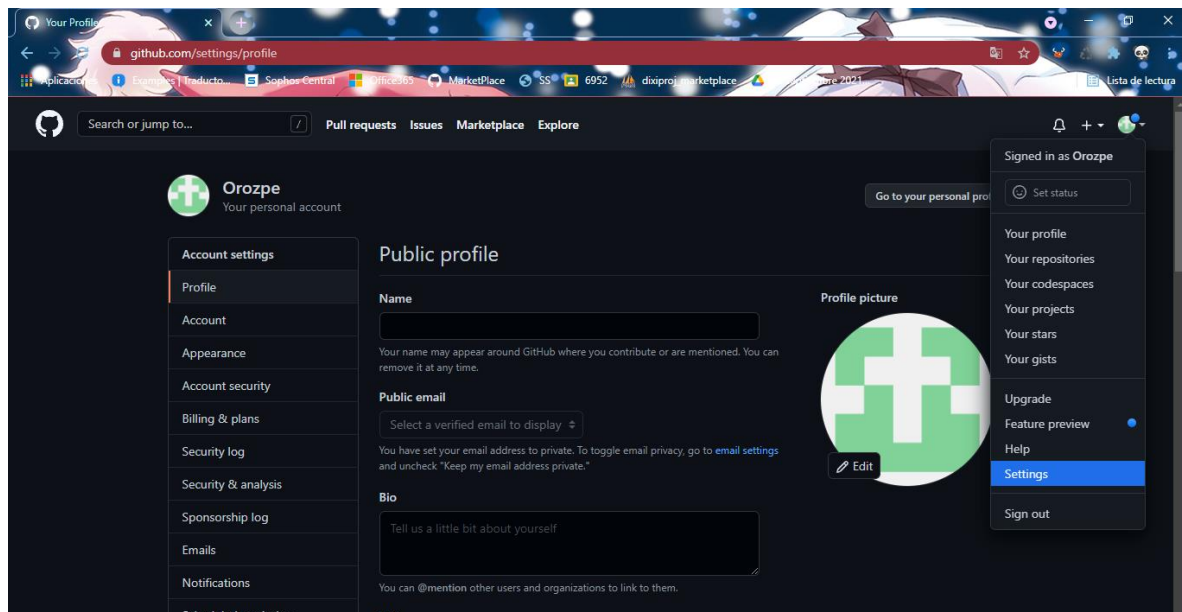 Your Profile
github.com/settings/profile
Aplicaciones
Examples | Traducto...
Sophos Central
Office365
MarketPlace
SS
6952
dixiproj marketplace
bre 2021
Lista de lectura
Search or jump to...
/
Pull requests Issues Marketplace Explore
Orozpe
Your personal account
Go to your personal prof
Account settings
Profile
Account
Appearance
Account security
Billing & plans
Security log
Security & analysis
Sponsorship log
Emails
Notifications
Public profile
Name
Your name may appear around GitHub where you contribute or are mentioned. You can
remove it at any time.
Public email
Select a verified email to display
You have set your email address to private. To toggle email privacy, go to email settings
and uncheck "Keep my email address private."
Bio
Tell us a little bit about yourself
You can @mention other users and organizations to link to them.
Profile picture
Edit
Signed in as Orozpe
Set status
Your profile
Your repositories
Your codespaces
Your projects
Your stars
Your gists
Upgrade
Feature preview
Help
Settings
Sign out